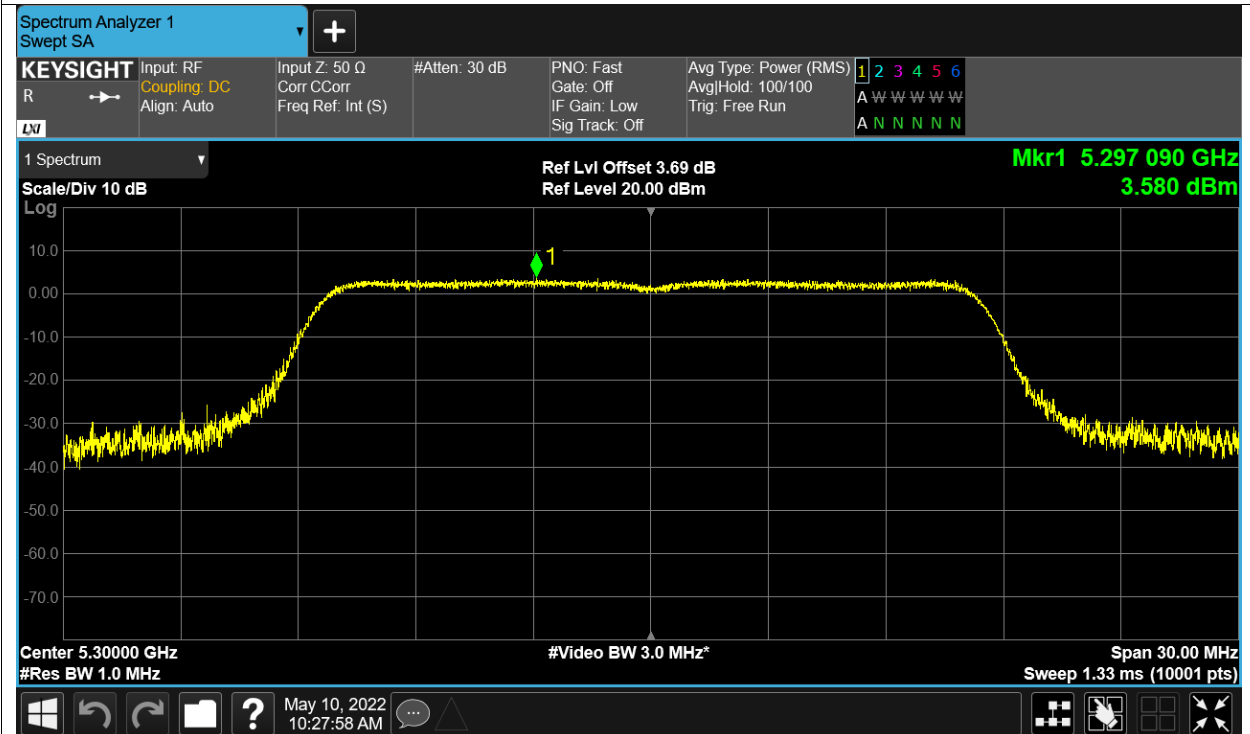 Spectrum Analyzer 1
Swept SA
KEYSIGHT
R
LXI
Input: RF
Coupling: DC
Align: Auto
Input Z: 50 Ω
Corr CCorr
Freq Ref: Int (S)
#Atten: 30 dB
PNO: Fast
Gate: Off
IF Gain: Low
Sig Track: Off
Avg Type: Power (RMS)
Avg|Hold: 100/100
Trig: Free Run
1 2 3 4 5 6
A W W W W W
A N N N N N
1 Spectrum
Scale/Div 10 dB
Log
Ref Lvl Offset 3.69 dB
Ref Level 20.00 dBm
Mkr1 5.297 090 GHz
3.580 dBm
1
10.0
0.00
-10.0
-20.0
-30.0
-40.0
-50.0
-60.0
-70.0
Center 5.30000 GHz
#Res BW 1.0 MHz
#Video BW 3.0 MHz*
Span 30.00 MHz
Sweep 1.33 ms (10001 pts)
?
May 10, 2022
10:27:58 AM